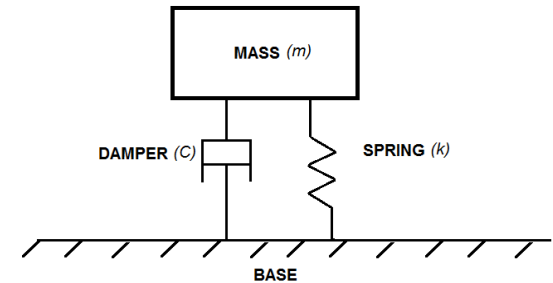 MASS (m)
DAMPER (C)
SPRING (k)
BASE